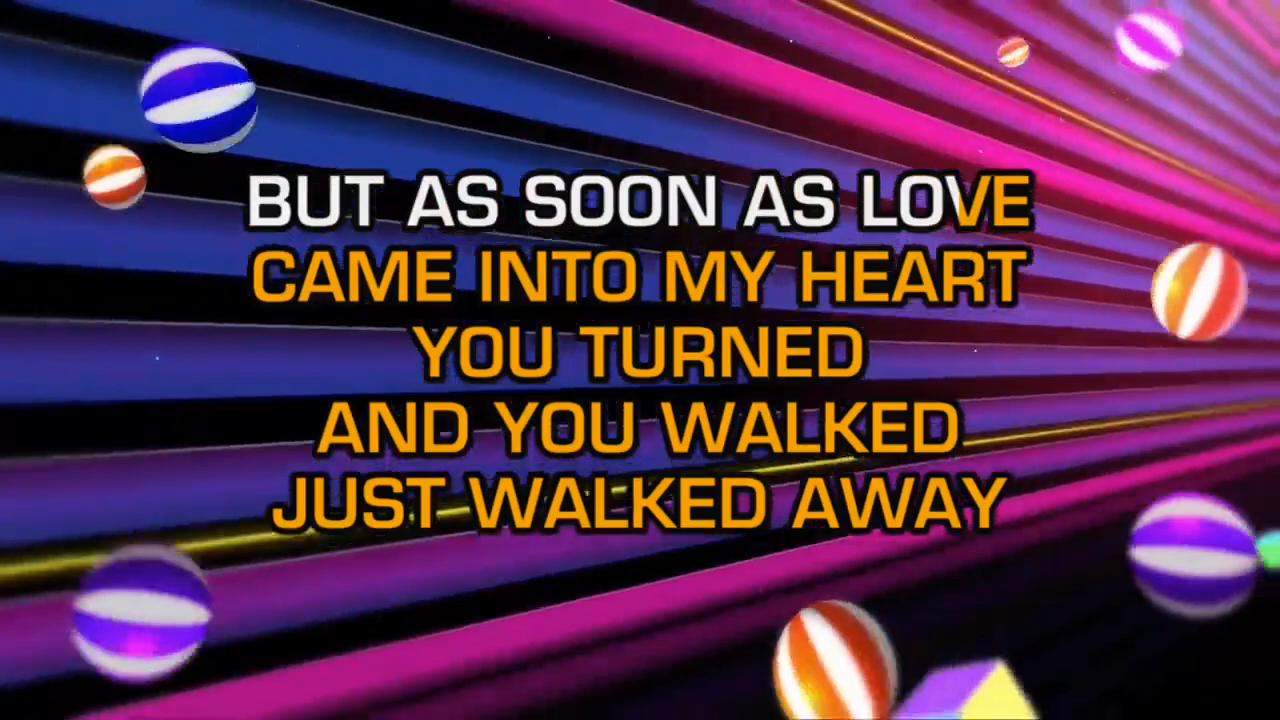 BUT AS SOON AS LOVE
CAME INTO MY HEART
YOU TURNED
AND YOU WALKED
JUST WALKED AWAY